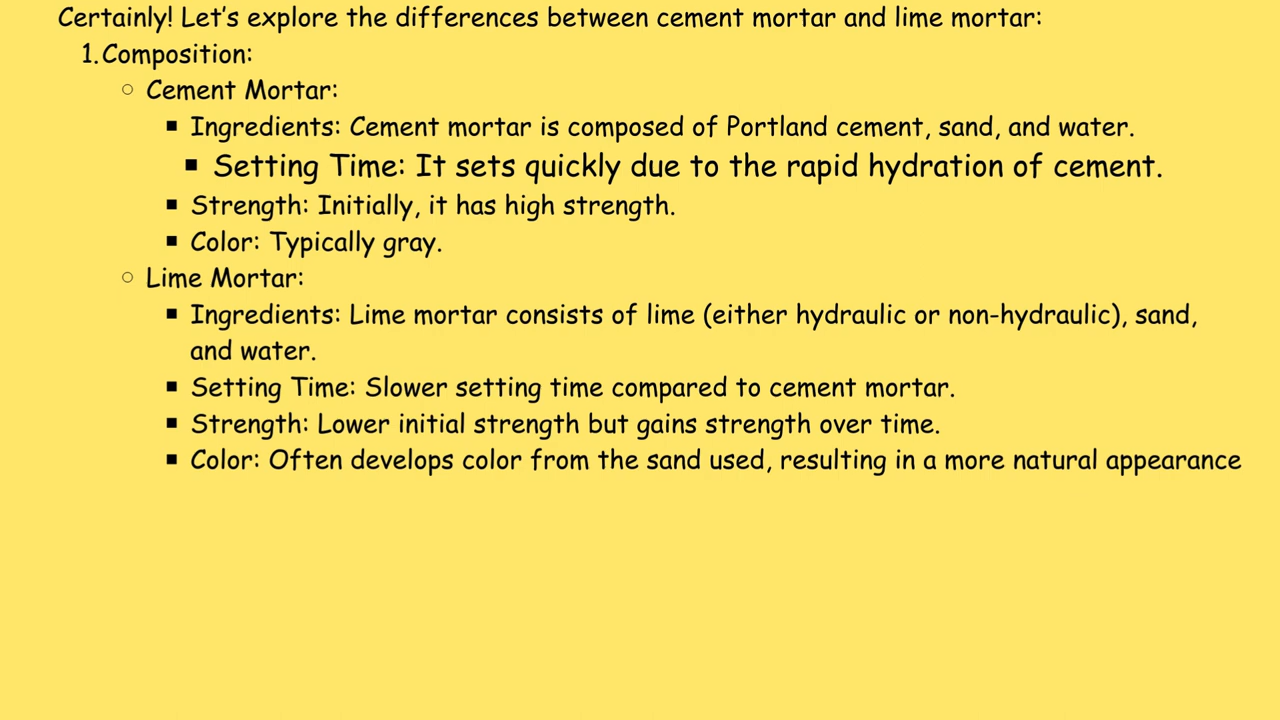 Certainly! Let’s explore the differences between cement mortar and lime mortar:
1. Composition:
○ Cement Mortar:
▪ Ingredients: Cement mortar is composed of Portland cement, sand, and water.
▪ Setting Time: It sets quickly due to the rapid hydration of cement.
▪ Strength: Initially, it has high strength.
▪ Color: Typically gray.
○ Lime Mortar:
▪ Ingredients: Lime mortar consists of lime (either hydraulic or non-hydraulic), sand,
and water.
▪ Setting Time: Slower setting time compared to cement mortar.
▪ Strength: Lower initial strength but gains strength over time.
▪ Color: Often develops color from the sand used, resulting in a more natural appearance